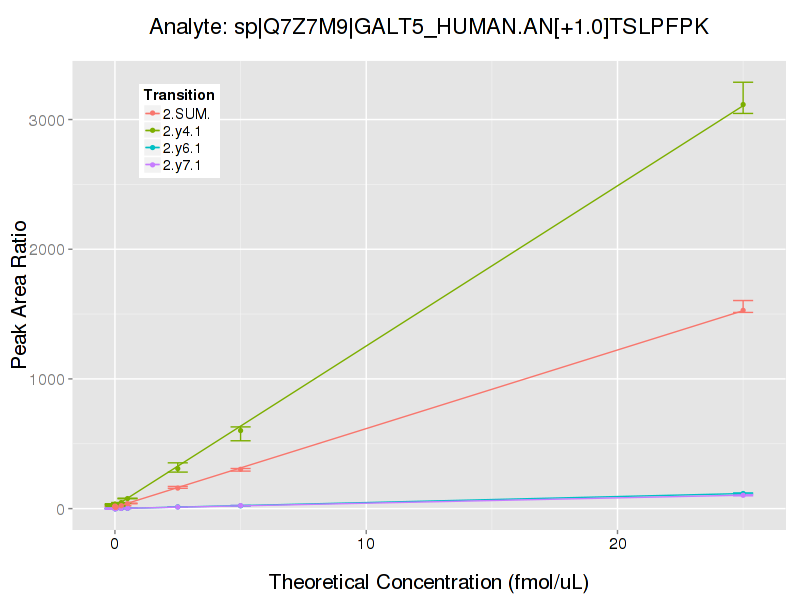 Analyte: sp|Q7Z7M9|GALT5_HUMAN.AN[+1.0]TSLPFPK
Transition
2.SUM.
2.y4.1
2.y6.1
2.y7.1
3000
2000
1000
0
Peak Area Ratio
0 10 20
Theoretical Concentration (fmol/uL)